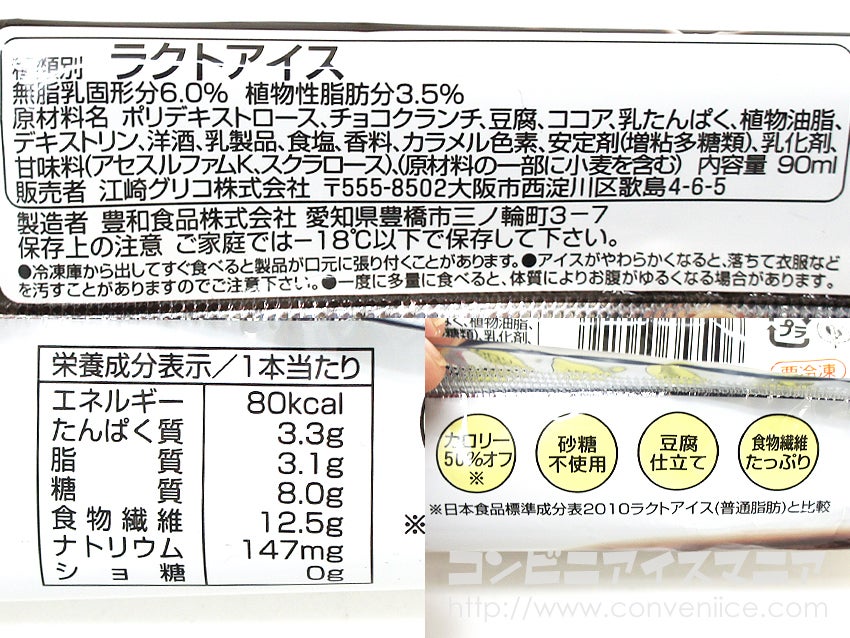 種類別 ラクトアイス
無脂乳固形分6.0% 植物性脂肪分3.5%
原材料名 ポリデキストロース、チョコクランチ、豆腐、ココア、乳たんぱく、植物油脂、
デキストリン、洋酒、乳製品、食塩、香料、カラメル色素、安定剤(増粘多糖類)、乳化剤、
甘味料(アセスルファムK、スクラロース)、(原材料の一部に小麦を含む) 内容量 90ml
販売者 江崎グリコ株式会社 〒555-8502大阪市西淀川区歌島4-6-5
製造者 豊和食品株式会社 愛知県豊橋市三ノ輪町3-7
保存上の注意 ご家庭では-18℃以下で保存して下さい。
●冷凍庫から出してすぐ食べると製品が口元に張り付くことがあります。●アイスがやわらかくなると、落ちて衣服など
を汚すことがありますのでご注意下さい。●一度に多量に食べると、体質によりお腹がゆるくなる場合があります。
栄養成分表示/1本当たり
エネルギー 80kcal
たんぱく質 3.3g
脂質 3.1g
糖質 8.0g
食物繊維 12.5g
ナトリウム 147mg
ショ糖 0g
※
、植物油脂、
糖類)、乳化剤、
プラ
要冷凍
カロリー
50%オフ
※
砂糖
不使用
豆腐
仕立て
食物繊維
たっぷり
※日本食品標準成分表2010ラクトアイス(普通脂肪)と比較
コンビニアイスマニア
http://www.conveniice.com